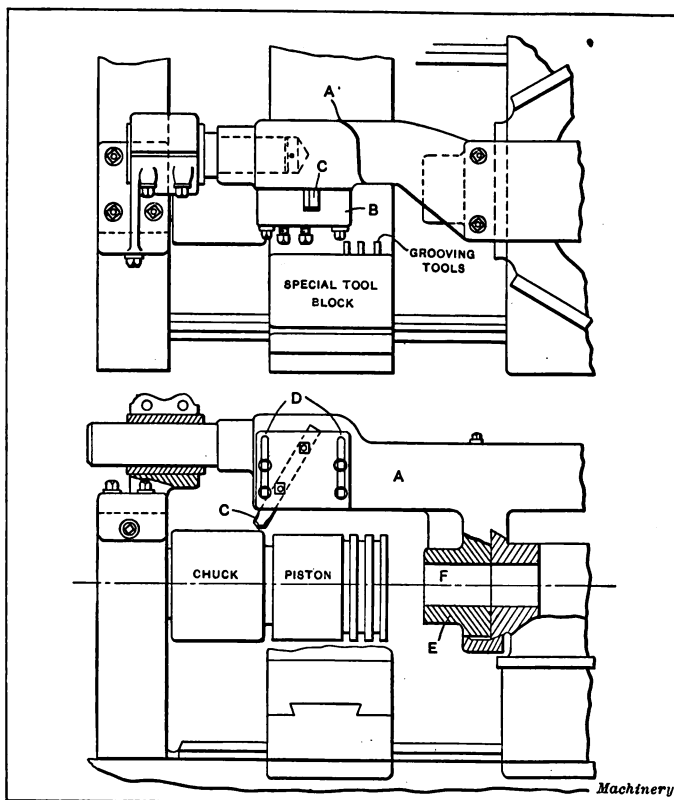 A
C
B
GROOVING
TOOLS
SPECIAL TOOL
BLOCK
D
A
C
CHUCK
PISTON
F
E
Machinery